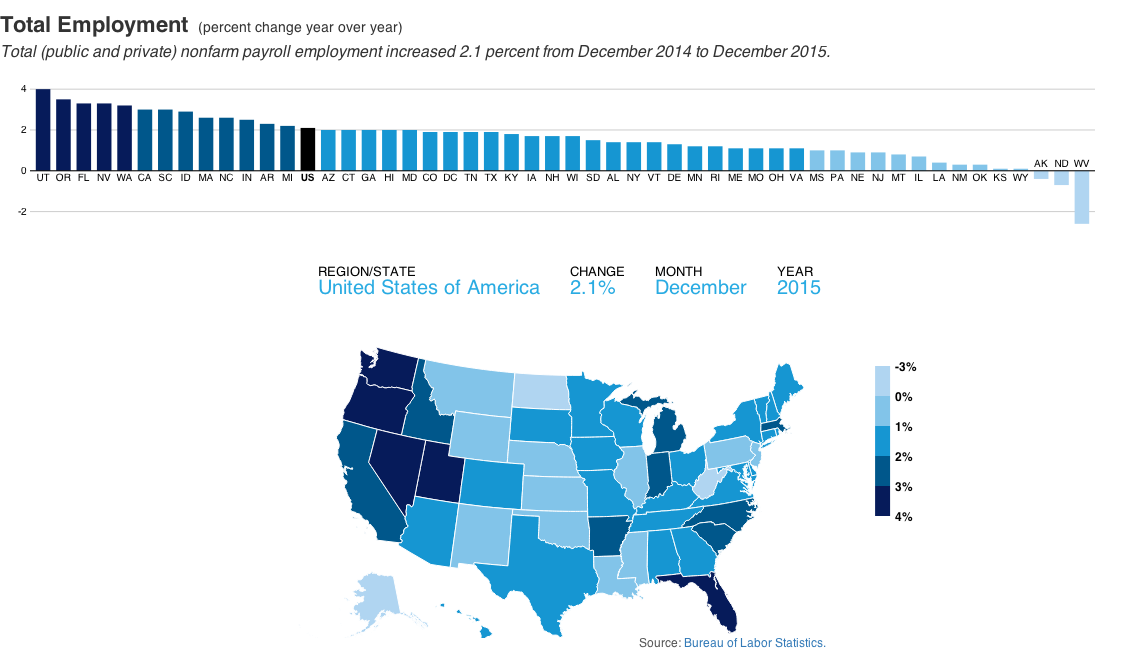 Total Employment (percent change year over year)
Total (public and private) nonfarm payroll employment increased 2.1 percent from December 2014 to December 2015.
4
2
0
-2
AK ND WV
UT OR FL NV WA CA SC ID MA NC IN AR MI US AZ CT GA HI MD CO DC TN TX KY IA NH WI SD AL NY VT DE MN RI ME MO OH VA MS PA NE NJ MT IL LA NM OK KS WY
REGION/STATE CHANGE MONTH YEAR
United States of America 2.1% December 2015
-3%
0%
1%
2%
3%
4%
Source: Bureau of Labor Statistics.